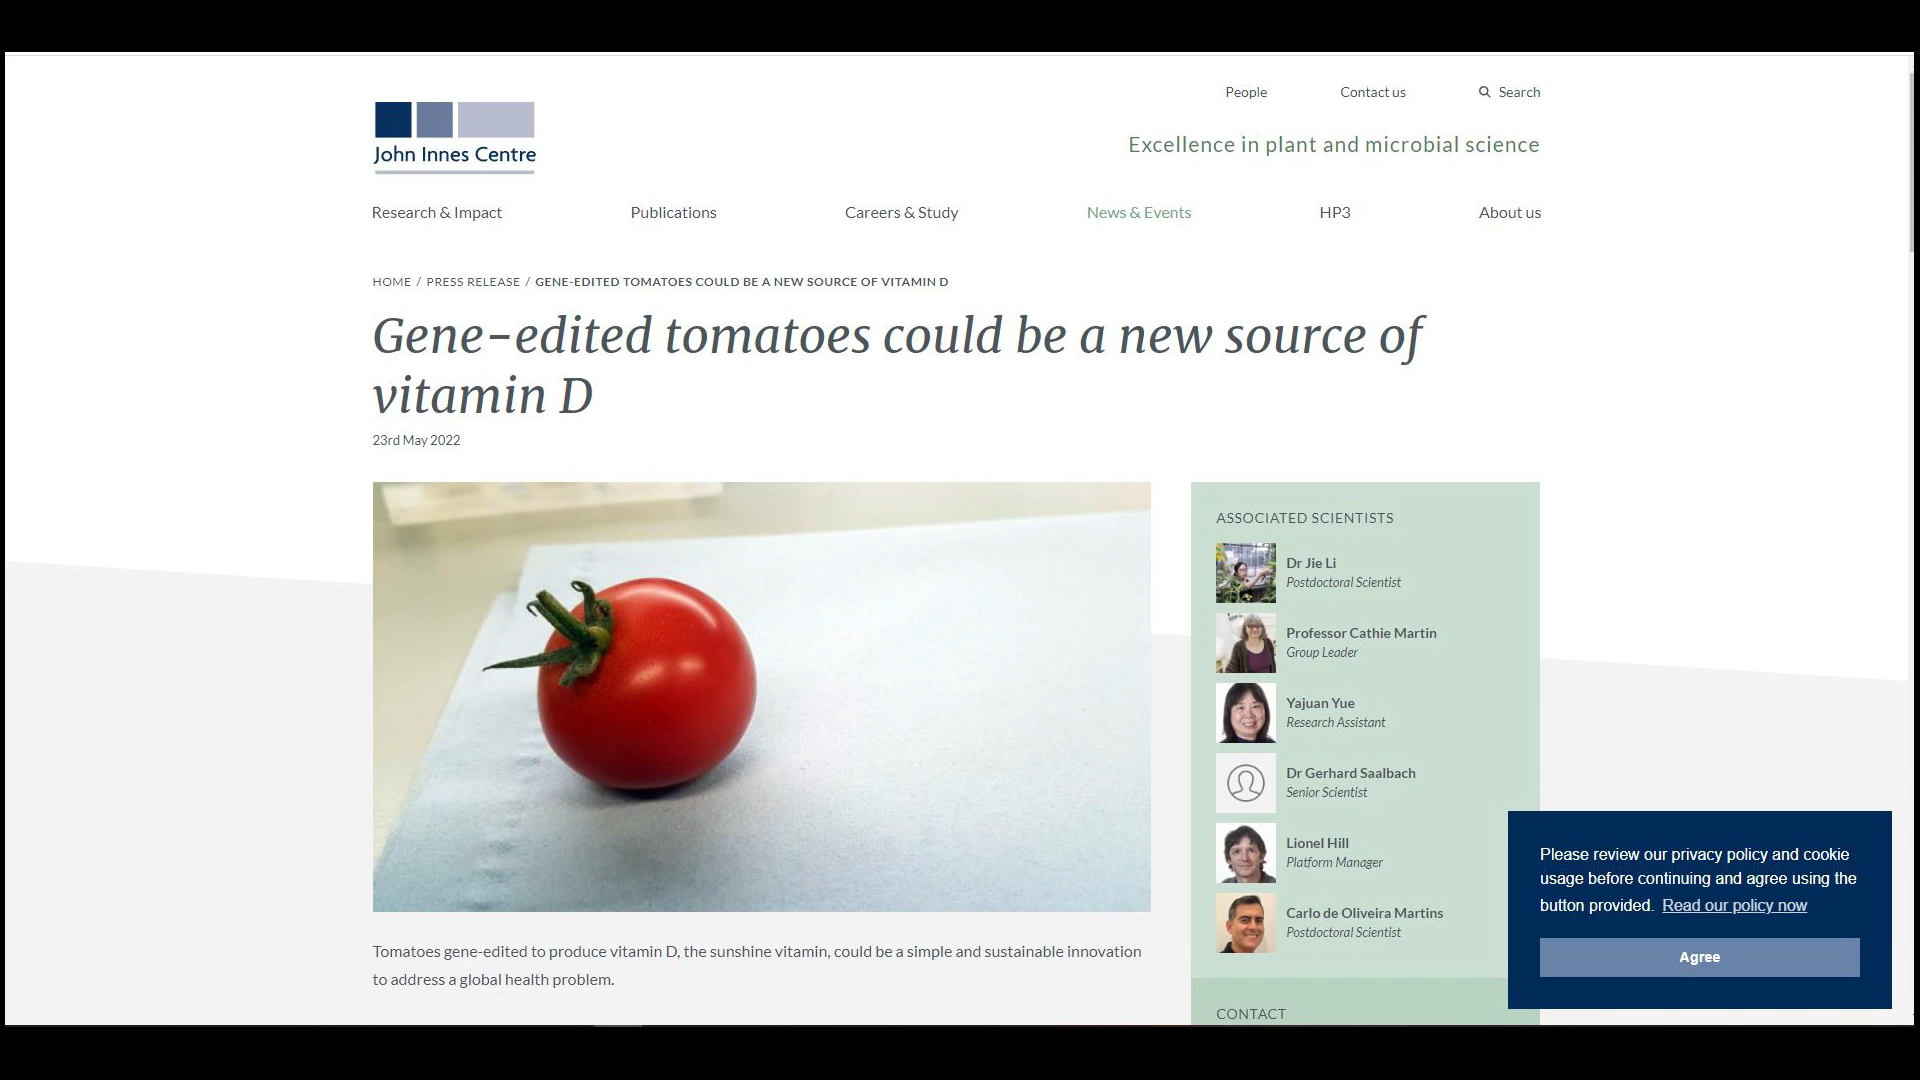 People
Contact us
Search
John Innes Centre
Excellence in plant and microbial science
Research & Impact
Publications
Careers & Study
News & Events
HP3
About us
HOME / PRESS RELEASE / GENE-EDITED TOMATOES COULD BE A NEW SOURCE OF VITAMIN D
Gene-edited tomatoes could be a new source of
vitamin D
23rd May 2022
Tomatoes gene-edited to produce vitamin D, the sunshine vitamin, could be a simple and sustainable innovation
to address a global health problem.
ASSOCIATED SCIENTISTS
Dr Jie Li
Postdoctoral Scientist
Professor Cathie Martin
Group Leader
Yajuan Yue
Research Assistant
Dr Gerhard Saalbach
Senior Scientist
Lionel Hill
Platform Manager
Carlo de Oliveira Martins
Postdoctoral Scientist
CONTACT
Please review our privacy policy and cookie
usage before continuing and agree using the
button provided. Read our policy now
Agree